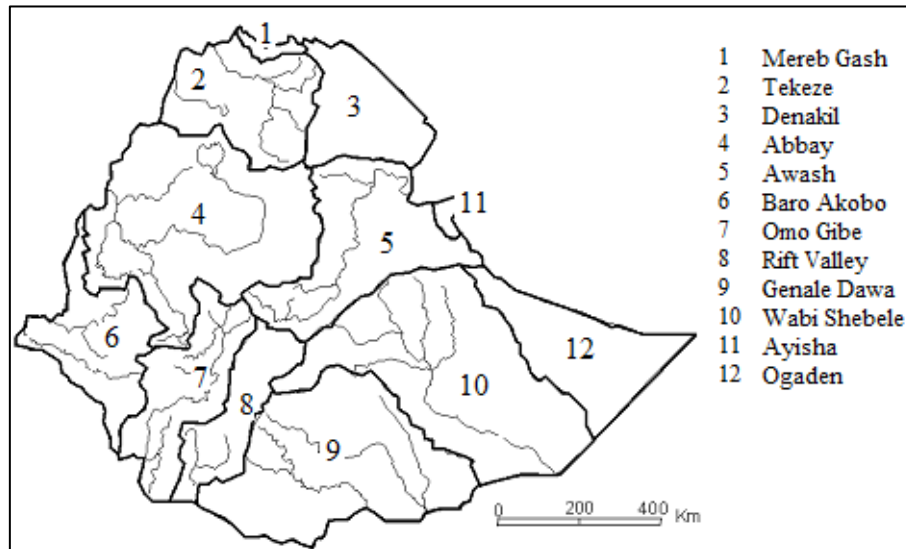 1
2
3
4
5
6
7
8
9
10
11
12
1 Mereb Gash
2 Tekeze
3 Denakil
4 Abbay
5 Awash
6 Baro Akobo
7 Omo Gibe
8 Rift Valley
9 Genale Dawa
10 Wabi Shebele
11 Ayisha
12 Ogaden
0 200 400 Km